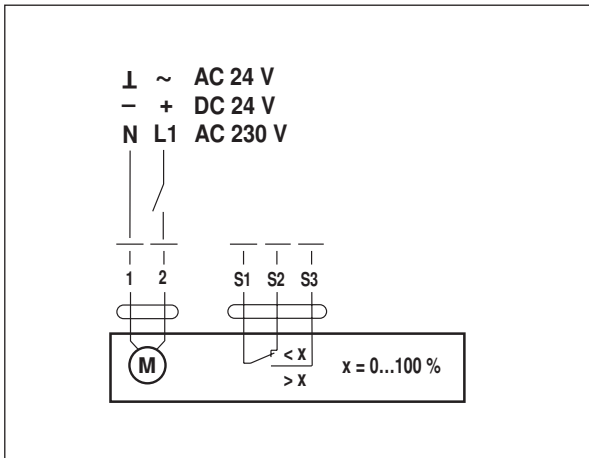 ⊥ ~ AC 24 V
− + DC 24 V
N L1 AC 230 V
1 2 S1 S2 S3
M < X x = 0...100 %
> X